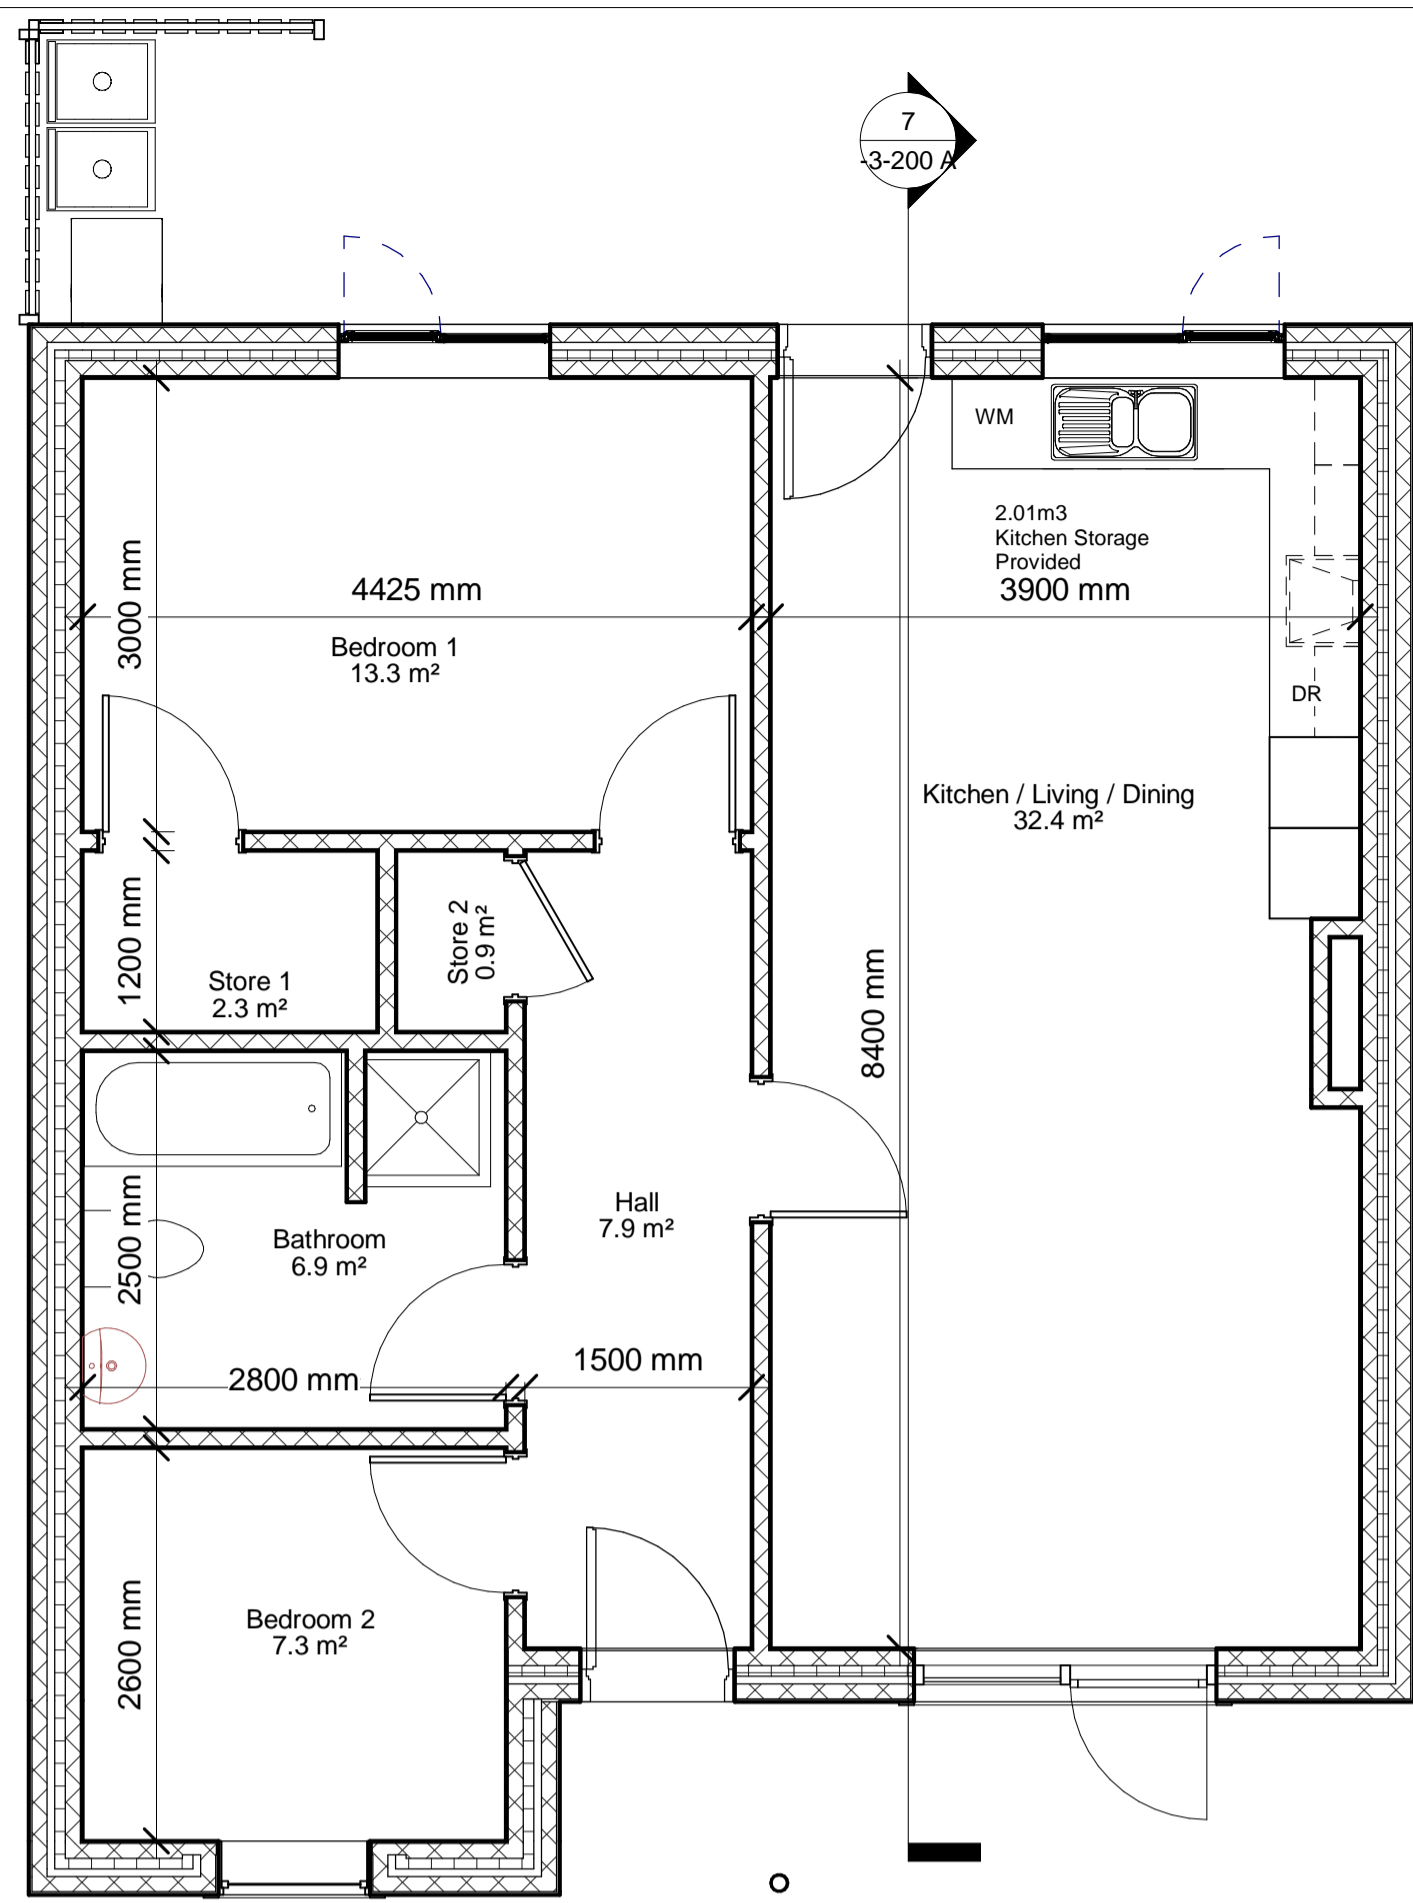 7
-3-200 A
WM
2.01m3
Kitchen Storage
Provided
3900 mm
4425 mm
3000 mm
Bedroom 1
13.3 m²
DR
Kitchen / Living / Dining
32.4 m²
1200 mm
Store 1
2.3 m²
Store 2
0.9 m²
8400 mm
Hall
7.9 m²
2500 mm
Bathroom
6.9 m²
1500 mm
2800 mm
Bedroom 2
7.3 m²
2600 mm